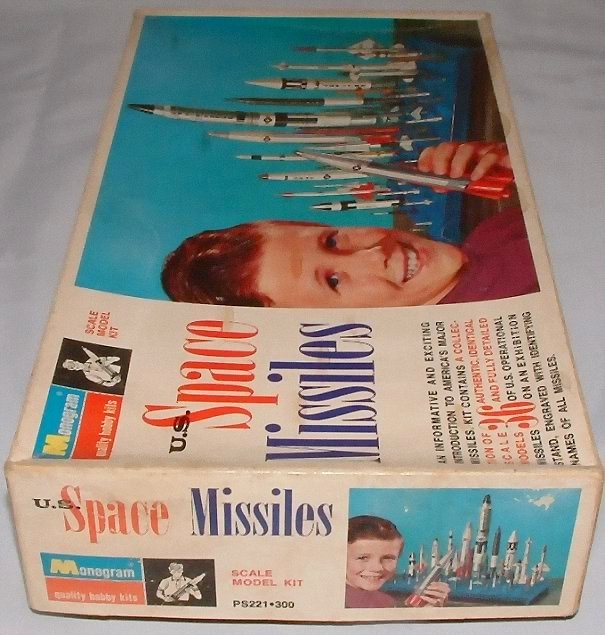 Monogram
quality hobby kits
SCALE
MODEL
KIT
U.S.
Space
Missiles
AN INFORMATIVE AND EXCITING
INTRODUCTION TO AMERICA'S MAJOR
MISSILES. KIT CONTAINS A COLLEC-
TION OF 36 AUTHENTIC, IDENTICAL
SCALE AND FULLY DETAILED
MODELS OF U.S. OPERATIONAL
MISSILES ON AN EXHIBITION
STAND, ENGRAVED WITH IDENTIFYING
NAMES OF ALL MISSILES.
U.S. Space Missiles
Monogram
quality hobby kits
SCALE
MODEL KIT
PS221•300